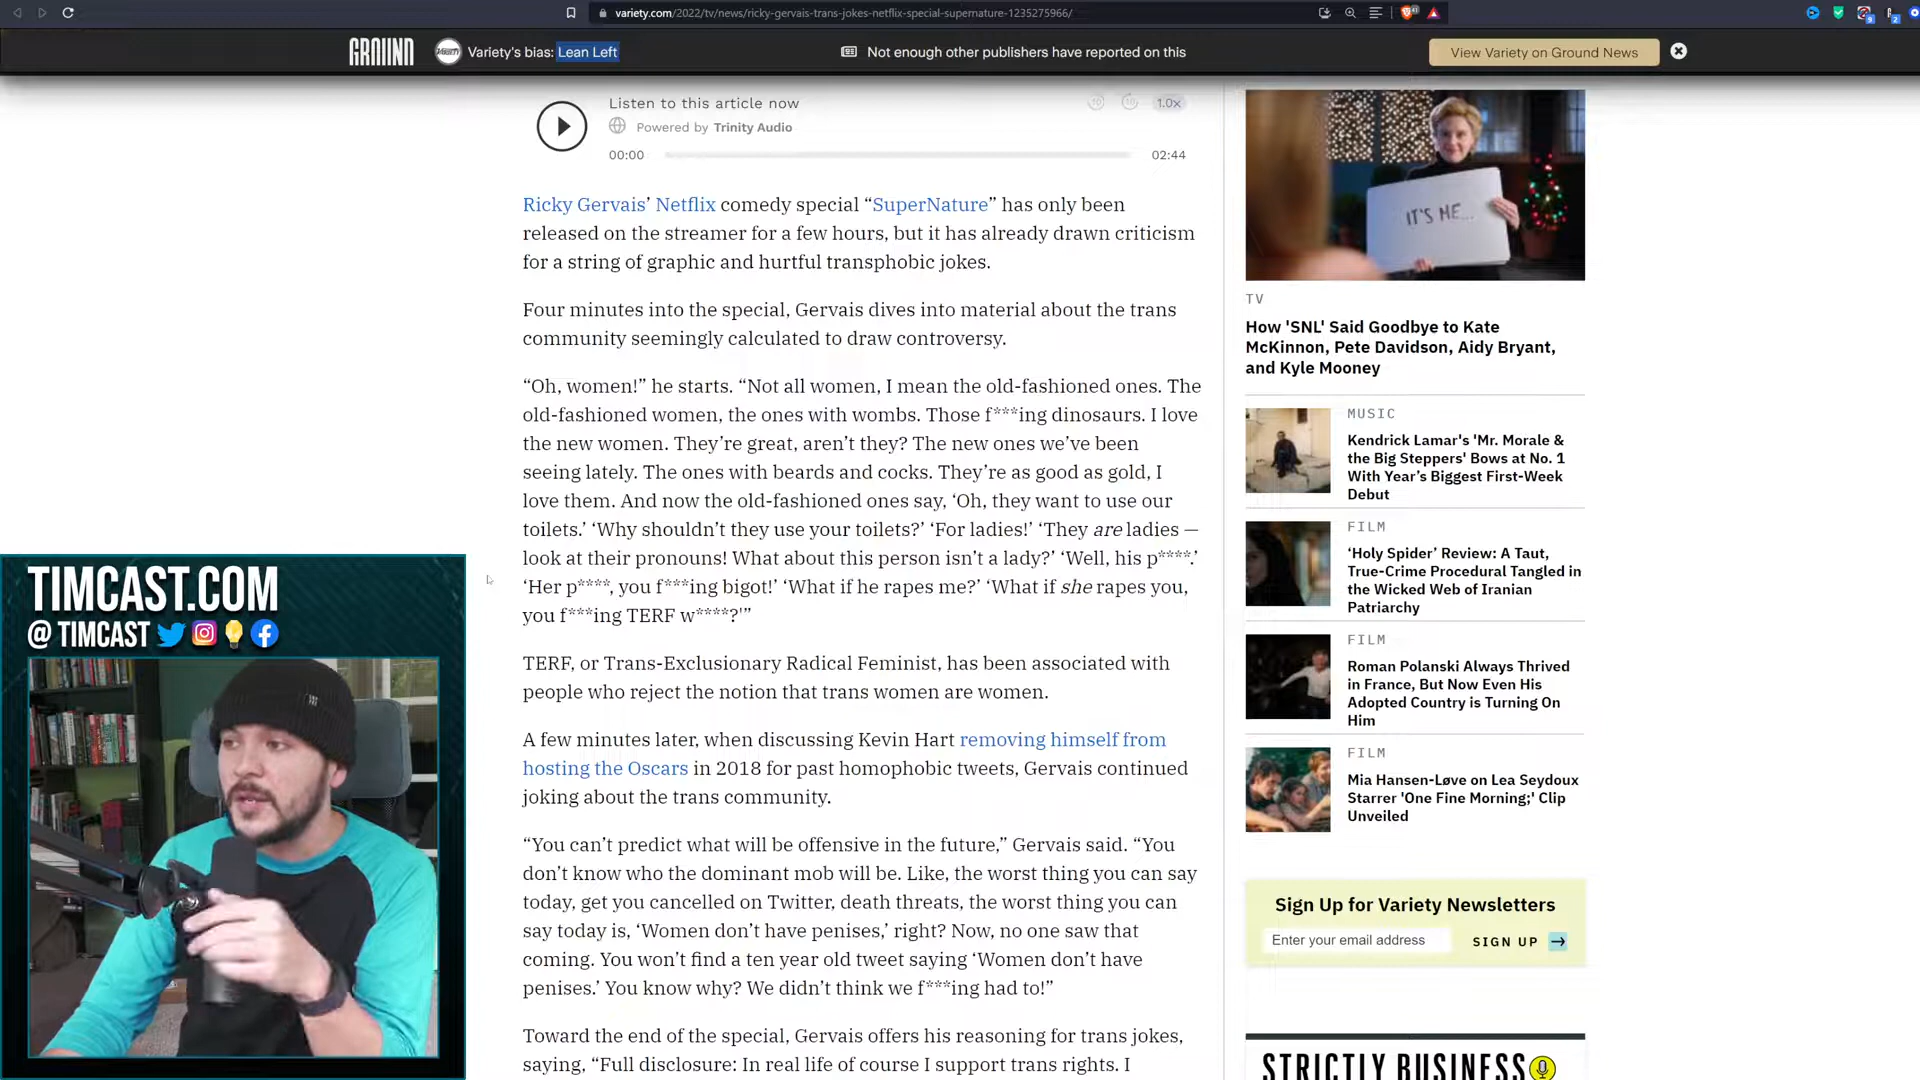 variety.com/2022/tv/news/ricky-gervais-trans-jokes-netflix-special-supernature-1235275966/
GROUND
Variety's bias: Lean Left
Not enough other publishers have reported on this
View Variety on Ground News
Listen to this article now
10
10
1.0x
Powered by Trinity Audio
00:00
02:44
Ricky Gervais’ Netflix comedy special “SuperNature” has only been
released on the streamer for a few hours, but it has already drawn criticism
for a string of graphic and hurtful transphobic jokes.
Four minutes into the special, Gervais dives into material about the trans
community seemingly calculated to draw controversy.
“Oh, women!” he starts. “Not all women, I mean the old-fashioned ones. The
old-fashioned women, the ones with wombs. Those f***ing dinosaurs. I love
the new women. They’re great, aren’t they? The new ones we’ve been
seeing lately. The ones with beards and cocks. They’re as good as gold, I
love them. And now the old-fashioned ones say, ‘Oh, they want to use our
toilets.’ ‘Why shouldn’t they use your toilets?’ ‘For ladies!’ ‘They are ladies —
look at their pronouns! What about this person isn’t a lady?’ ‘Well, his p****.’
‘Her p****, you f***ing bigot!’ ‘What if he rapes me?’ ‘What if she rapes you,
you f***ing TERF w****?’”
TERF, or Trans-Exclusionary Radical Feminist, has been associated with
people who reject the notion that trans women are women.
A few minutes later, when discussing Kevin Hart removing himself from
hosting the Oscars in 2018 for past homophobic tweets, Gervais continued
joking about the trans community.
“You can’t predict what will be offensive in the future,” Gervais said. “You
don’t know who the dominant mob will be. Like, the worst thing you can say
today, get you cancelled on Twitter, death threats, the worst thing you can
say today is, ‘Women don’t have penises,’ right? Now, no one saw that
coming. You won’t find a ten year old tweet saying ‘Women don’t have
penises.’ You know why? We didn’t think we f***ing had to!”
Toward the end of the special, Gervais offers his reasoning for trans jokes,
saying, “Full disclosure: In real life of course I support trans rights. I
IT'S ME...
TV
How 'SNL' Said Goodbye to Kate
McKinnon, Pete Davidson, Aidy Bryant,
and Kyle Mooney
MUSIC
Kendrick Lamar's 'Mr. Morale &
the Big Steppers' Bows at No. 1
With Year’s Biggest First-Week
Debut
FILM
‘Holy Spider’ Review: A Taut,
True-Crime Procedural Tangled in
the Wicked Web of Iranian
Patriarchy
FILM
Roman Polanski Always Thrived
in France, But Now Even His
Adopted Country is Turning On
Him
FILM
Mia Hansen-Løve on Lea Seydoux
Starrer 'One Fine Morning;' Clip
Unveiled
Sign Up for Variety Newsletters
Enter your email address
SIGN UP
STRICTLY BUSINESS
TIMCAST.COM
@ TIMCAST